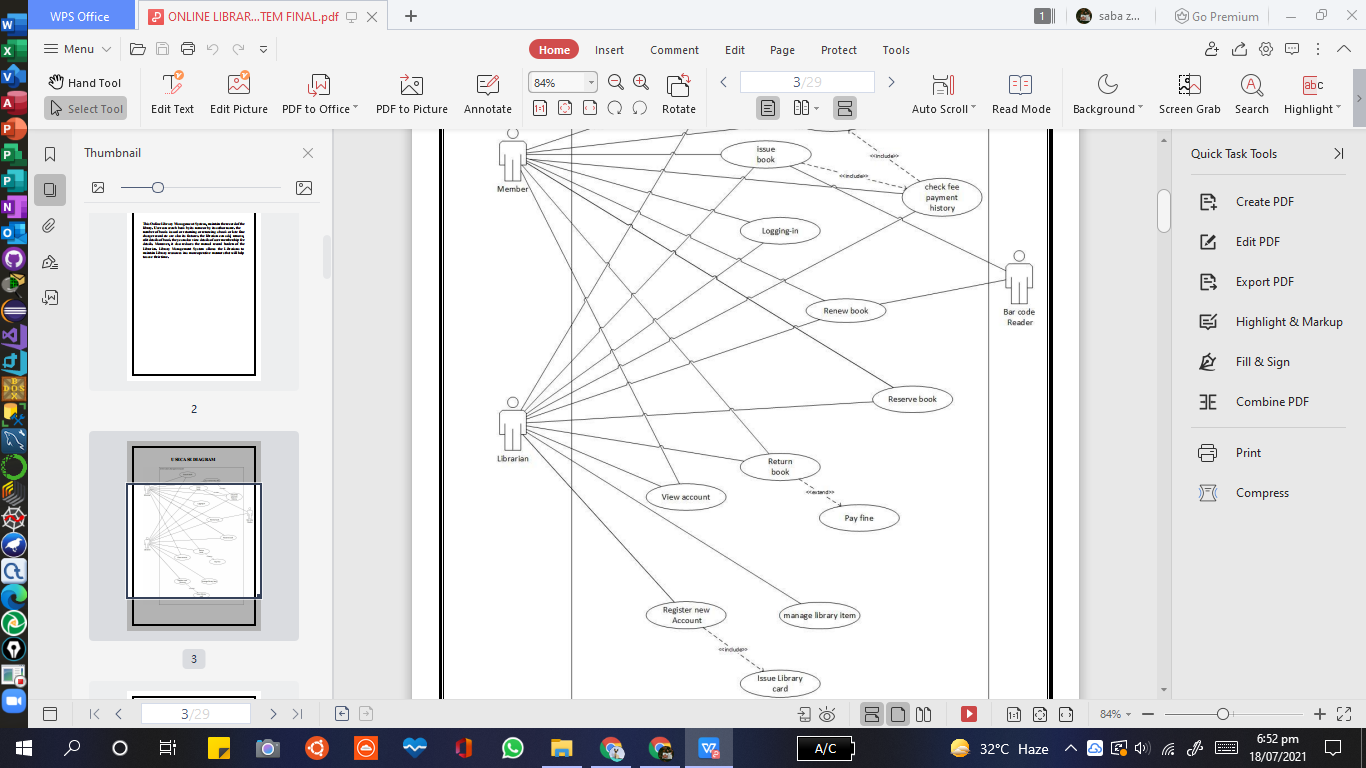 WPS Office
ONLINE LIBRAR...TEM FINAL.pdf
1
saba z...
Go Premium
Menu
Home
Insert
Comment
Edit
Page
Protect
Tools
Hand Tool
Select Tool
Edit Text
Edit Picture
PDF to Office
PDF to Picture
Annotate
84%
Rotate
3/29
Auto Scroll
Read Mode
Background
Screen Grab
Search
Highlight
Thumbnail
2
USECASE DIAGRAM
3
Member
issue
book
<<include>>
<<include>>
check fee
payment
history
Logging-in
Bar code
Reader
Renew book
Reserve book
Librarian
Return
book
<<extend>>
View account
Pay fine
Register new
Account
manage library item
<<include>>
Issue Library
card
Quick Task Tools
Create PDF
Edit PDF
Export PDF
Highlight & Markup
Fill & Sign
Combine PDF
Print
Compress
3/29
84%
A/C
32°C Haze
6:52 pm
18/07/2021